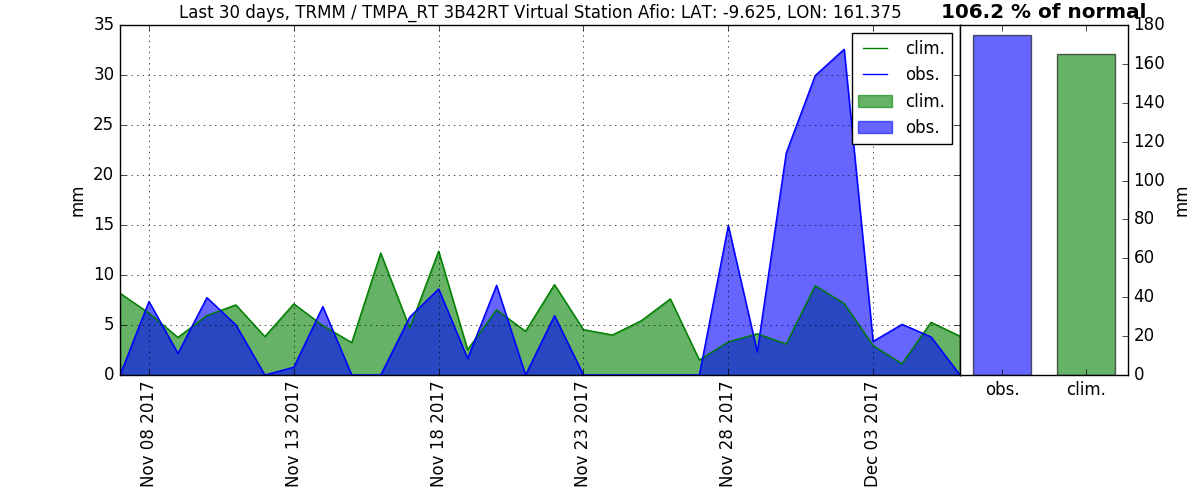 Last 30 days, TRMM / TMPA_RT 3B42RT Virtual Station Afio: LAT: -9.625, LON: 161.375
106.2 % of normal
35
30
25
20
15
10
5
0
mm
clim.
obs.
clim.
obs.
Nov 08 2017
Nov 13 2017
Nov 18 2017
Nov 23 2017
Nov 28 2017
Dec 03 2017
180
160
140
120
100
80
60
40
20
0
mm
obs.
clim.